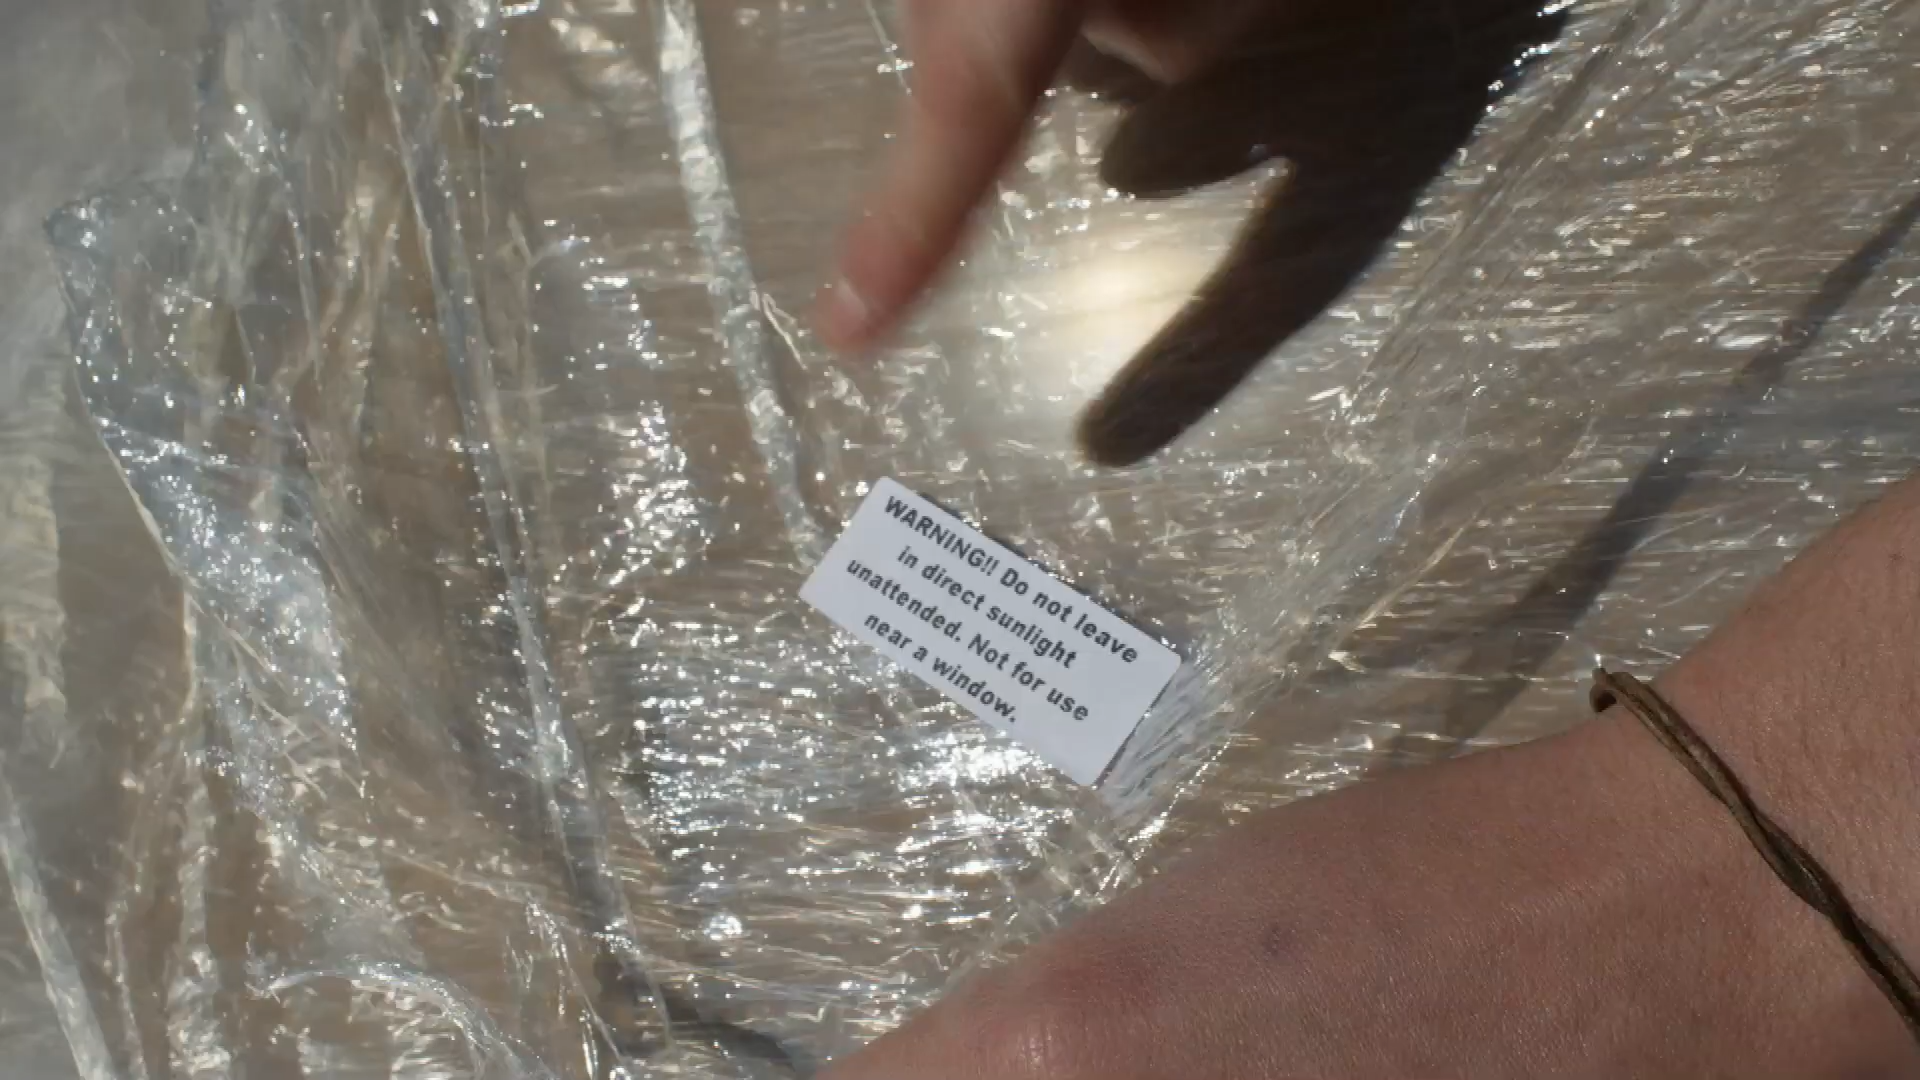 WARNING!! Do not leave
in direct sunlight
unattended. Not for use
near a window.